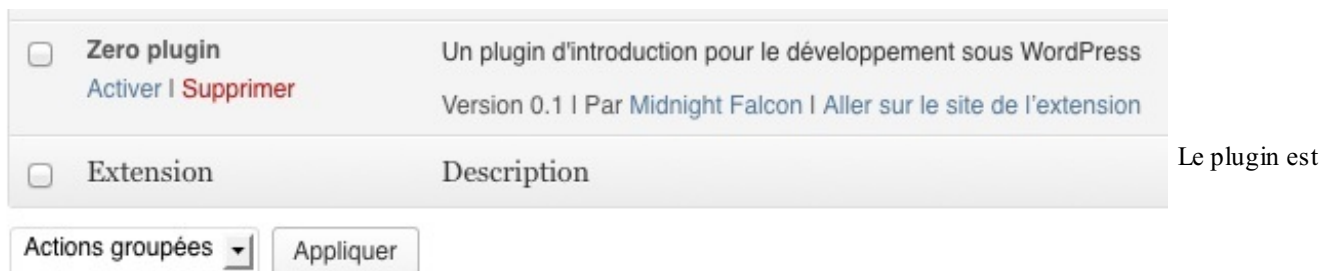 Zero plugin
Un plugin d'introduction pour le développement sous WordPress
Activer | Supprimer
Version 0.1 | Par Midnight Falcon | Aller sur le site de l'extension
Extension
Description
Le plugin est
Actions groupées
Appliquer